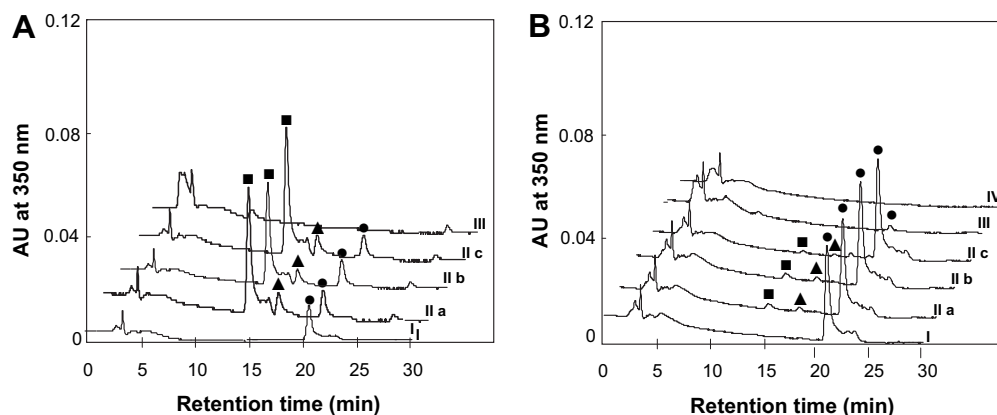 A
0.12
0.08
0.04
0
AU at 350 nm
III
II c
II b
II a
I
0 5 10 15 20 25 30
Retention time (min)
B
0.12
0.08
0.04
0
AU at 350 nm
IV
III
II c
II b
II a
I
0 5 10 15 20 25 30
Retention time (min)